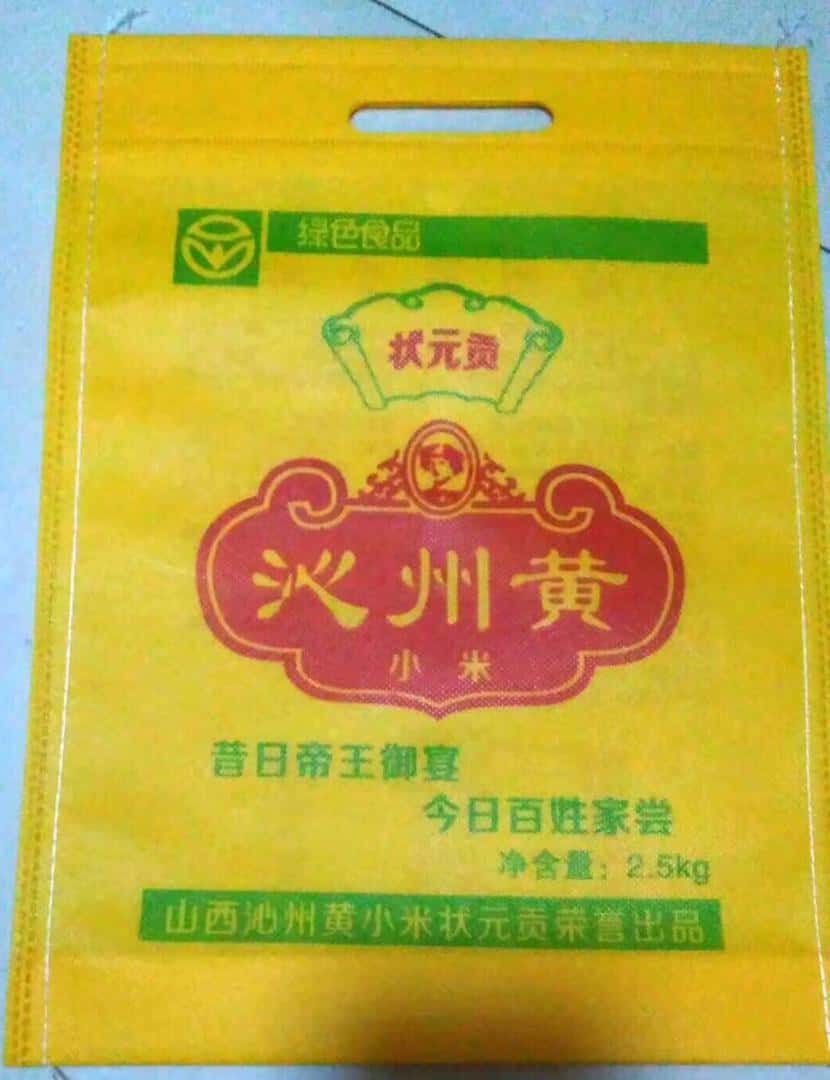 绿色食品
状元贡
沁州黄
小米
昔日帝王御宴
今日百姓家尝
净含量：2.5kg
山西沁州黄小米状元贡荣誉出品